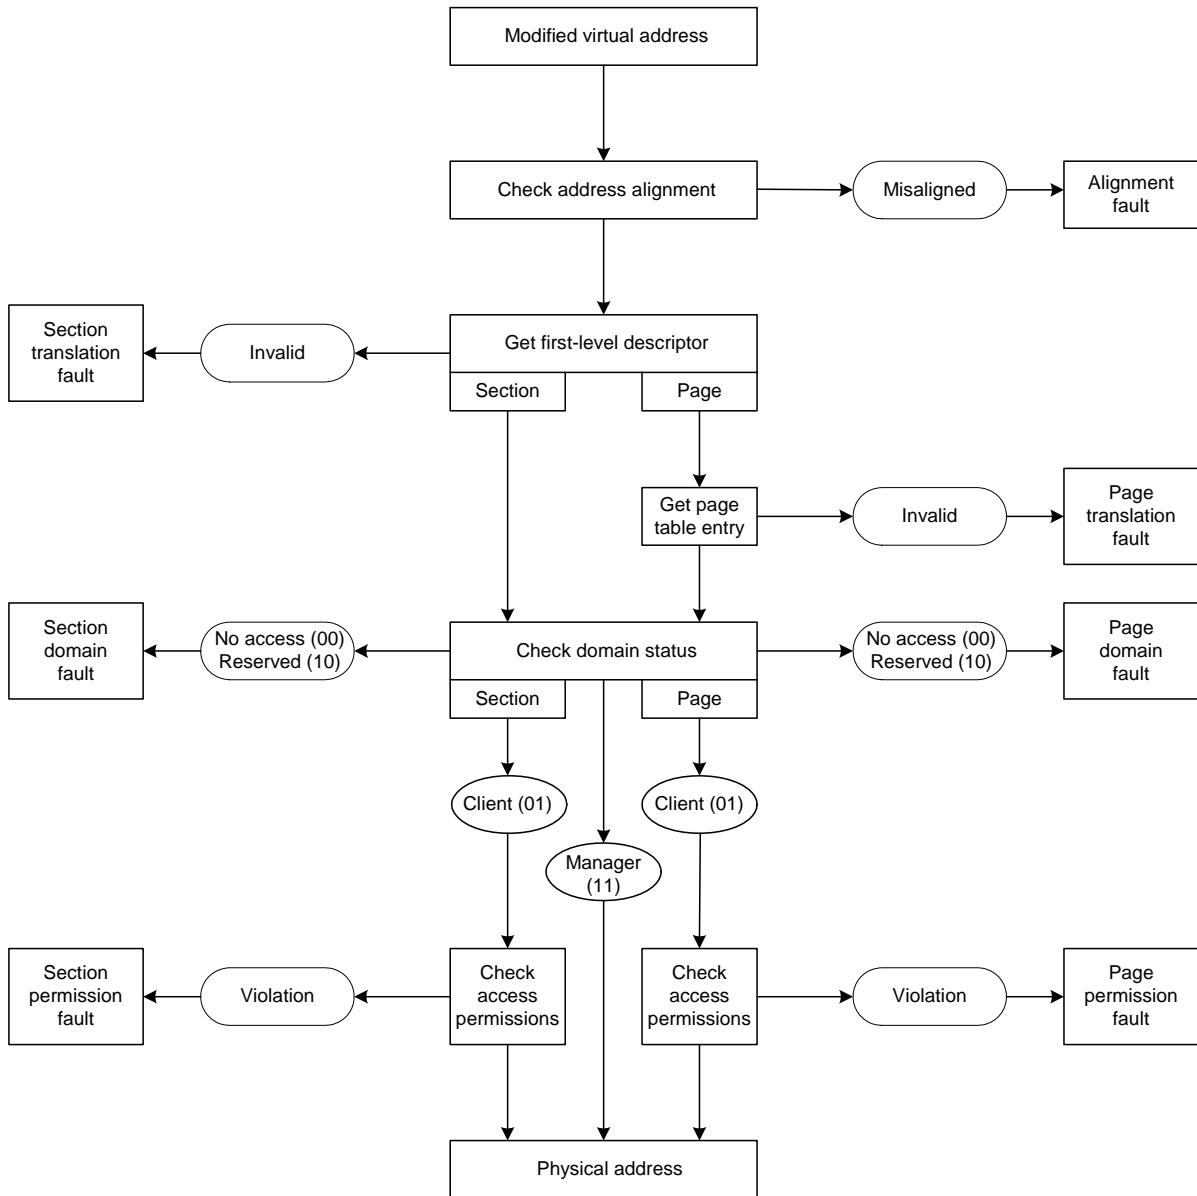 Modified virtual address
Check address alignment
Misaligned
Alignment
fault
Section
translation
fault
Invalid
Get first-level descriptor
Section
Page
Get page
table entry
Invalid
Page
translation
fault
Section
domain
fault
No access (00)
Reserved (10)
Check domain status
No access (00)
Reserved (10)
Page
domain
fault
Section
Page
Client (01)
Client (01)
Manager
(11)
Section
permission
fault
Violation
Check
access
permissions
Check
access
permissions
Violation
Page
permission
fault
Physical address